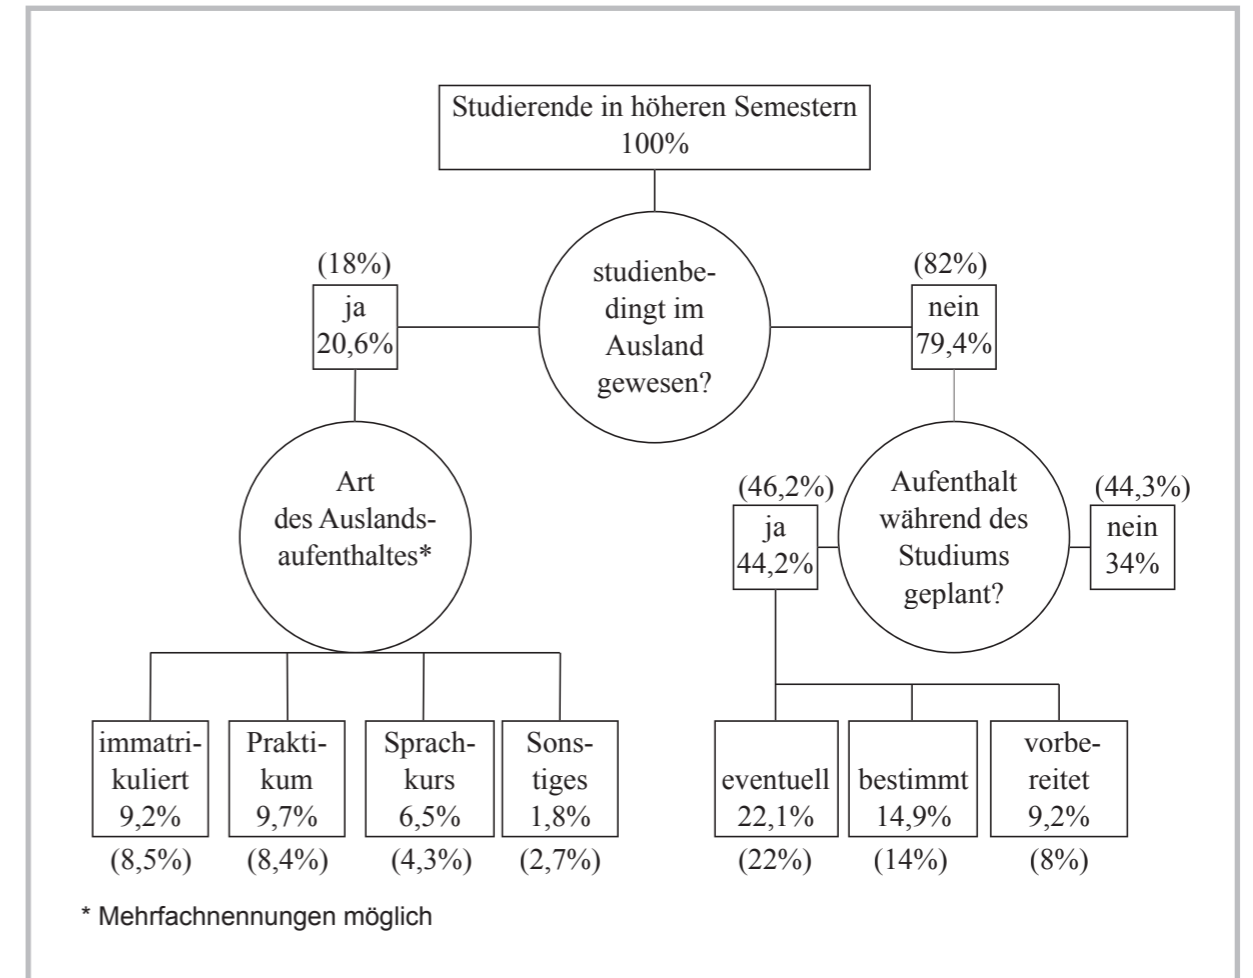 Studierende in höheren Semestern
100%
studienbe-
dingt im
Ausland
gewesen?
(18%)
ja
20,6%
(82%)
nein
79,4%
Art
des Auslands-
aufenthaltes*
Aufenthalt
während des
Studiums
geplant?
(46,2%)
ja
44,2%
(44,3%)
nein
34%
immatri-
kuliert
9,2%
(8,5%)
Prakti-
kum
9,7%
(8,4%)
Sprach-
kurs
6,5%
(4,3%)
Sons-
tiges
1,8%
(2,7%)
eventuell
22,1%
(22%)
bestimmt
14,9%
(14%)
vorbe-
reitet
9,2%
(8%)
* Mehrfachnennungen möglich